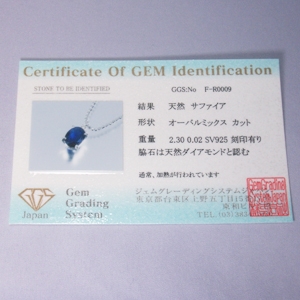 Certificate Of GEM Identification
STONE TO BE IDENTIFIED
GGS:No F-R0009
結果 天然 サファイア
形状 オーバルミックス カット
重量 2.30 0.02 SV925 刻印有り
脇石は天然ダイアモンドと認む
通常、加熱が行われています
Gem
Grading
System
Japan
ジェムグレーディングシステム
東京都台東区上野五丁目